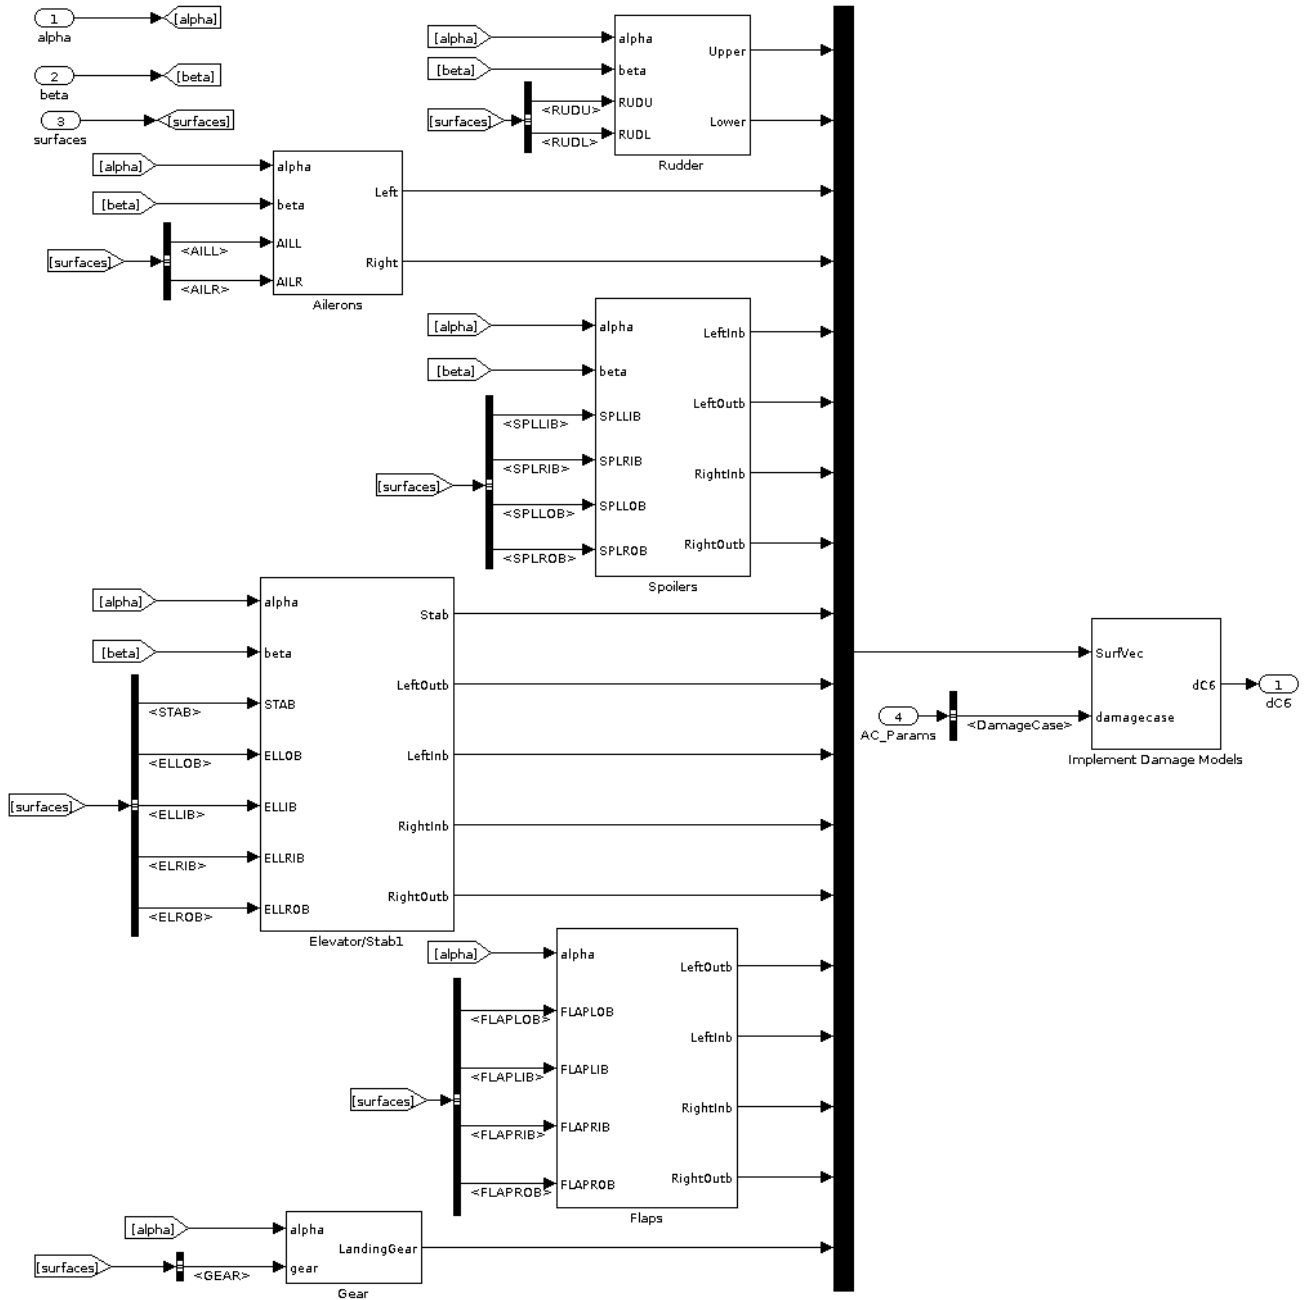 1
alpha
[alpha]
2
beta
[beta]
3
surfaces
[surfaces]
[alpha]
[beta]
[surfaces]
<RUDU>
<RUDL>
alpha
beta
RUDU
RUDL
Upper
Lower
Rudder
[alpha]
[beta]
[surfaces]
<AILL>
<AILR>
alpha
beta
AILL
AILR
Left
Right
Ailerons
[alpha]
[beta]
[surfaces]
<SPLLIB>
<SPLRIB>
<SPLLOB>
<SPLROB>
alpha
beta
SPLLIB
SPLRIB
SPLLOB
SPLROB
LeftInb
LeftOutb
RightInb
RightOutb
Spoilers
[alpha]
[beta]
[surfaces]
<STAB>
<ELLOB>
<ELLIB>
<ELRIB>
<ELROB>
alpha
beta
STAB
ELLOB
ELLIB
ELLRIB
ELLROB
Stab
LeftOutb
LeftInb
RightInb
RightOutb
Elevator/Stab1
[alpha]
[surfaces]
<FLAPLOB>
<FLAPLIB>
<FLAPRIB>
<FLAPROB>
alpha
FLAPLOB
FLAPLIB
FLAPRIB
FLAPROB
LeftOutb
LeftInb
RightInb
RightOutb
Flaps
[alpha]
[surfaces]
<GEAR>
alpha
gear
LandingGear
Gear
4
AC_Params
<DamageCase>
SurfVec
damagecase
dC6
Implement Damage Models
1
dC6